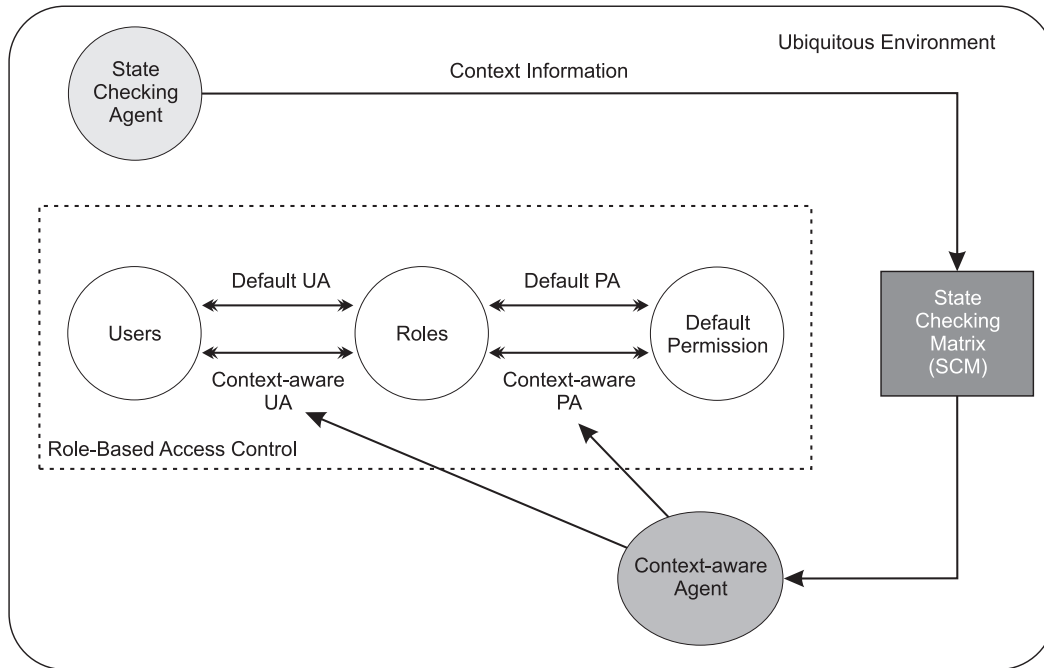 Ubiquitous Environment
State
Checking
Agent
Context Information
Default UA
Default PA
Users
Roles
Default
Permission
State
Checking
Matrix
(SCM)
Context-aware
UA
Context-aware
PA
Role-Based Access Control
Context-aware
Agent